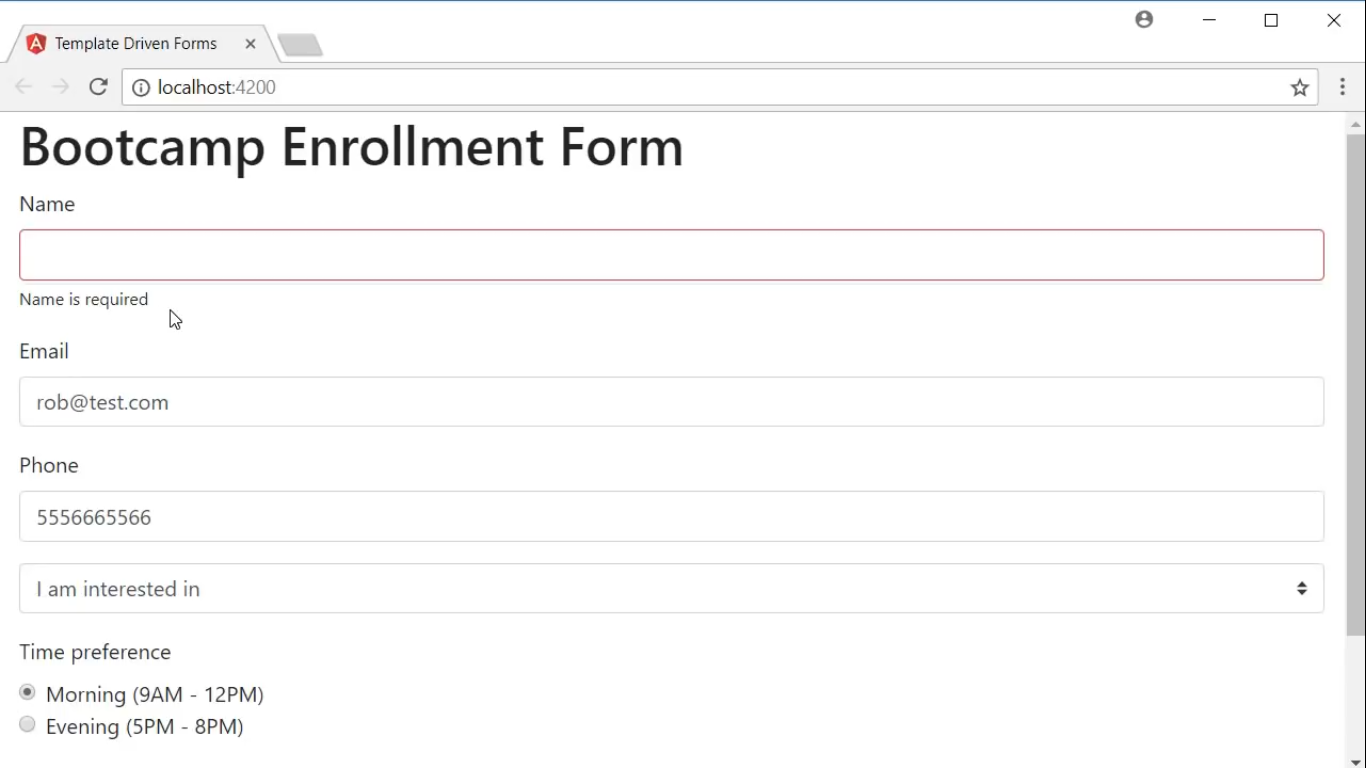 Template Driven Forms
localhost:4200
Bootcamp Enrollment Form
Name
Name is required
Email
rob@test.com
Phone
5556665566
I am interested in
Time preference
Morning (9AM - 12PM)
Evening (5PM - 8PM)